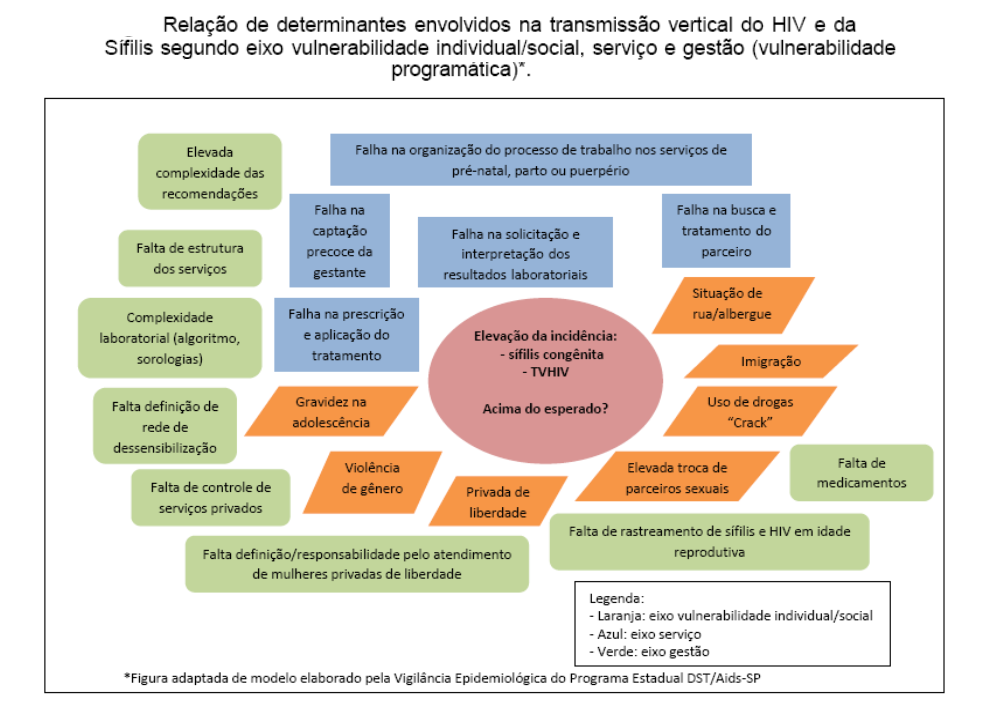 Relação de determinantes envolvidos na transmissão vertical do HIV e da
Sífilis segundo eixo vulnerabilidade individual/social, serviço e gestão (vulnerabilidade
programática)*.
Elevada
complexidade das
recomendações
Falha na organização do processo de trabalho nos serviços de
pré-natal, parto ou puerpério
Falha na
captação
precoce da
gestante
Falha na solicitação e
interpretação dos
resultados laboratoriais
Falha na busca e
tratamento do
parceiro
Falta de estrutura
dos serviços
Situação de
rua/albergue
Complexidade
laboratorial (algoritmo,
sorologias)
Falha na prescrição
e aplicação do
tratamento
Elevação da incidência:
- sífilis congênita
- TVHIV
Acima do esperado?
Imigração
Falta definição de
rede de
dessensibilização
Gravidez na
adolescência
Uso de drogas
“Crack”
Falta de controle de
serviços privados
Violência
de gênero
Privada de
liberdade
Elevada troca de
parceiros sexuais
Falta de
medicamentos
Falta definição/responsabilidade pelo atendimento
de mulheres privadas de liberdade
Falta de rastreamento de sífilis e HIV em idade
reprodutiva
Legenda:
- Laranja: eixo vulnerabilidade individual/social
- Azul: eixo serviço
- Verde: eixo gestão
*Figura adaptada de modelo elaborado pela Vigilância Epidemiológica do Programa Estadual DST/Aids-SP